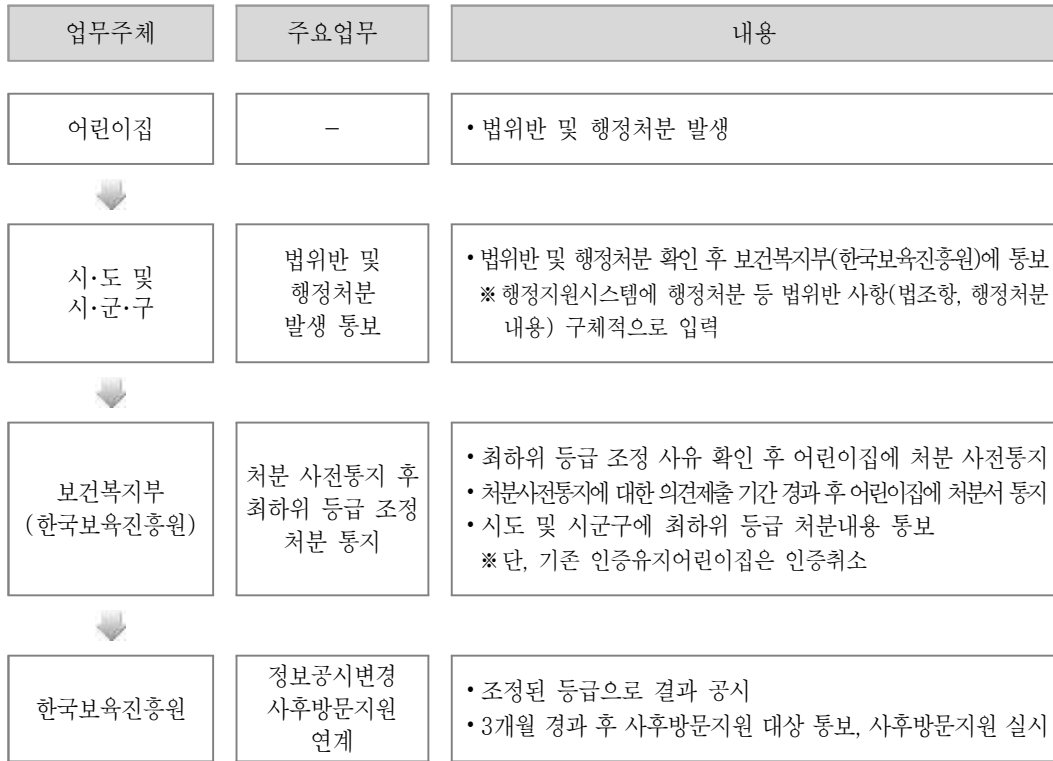 업무주체 주요업무 내용
어린이집 – • 법위반 및 행정처분 발생
시·도 및
시·군·구
법위반 및
행정처분
발생 통보
• 법위반 및 행정처분 확인 후 보건복지부(한국보육진흥원)에 통보
※ 행정지원시스템에 행정처분 등 법위반 사항(법조항, 행정처분
내용) 구체적으로 입력
보건복지부
(한국보육진흥원)
처분 사전통지 후
최하위 등급 조정
처분 통지
• 최하위 등급 조정 사유 확인 후 어린이집에 처분 사전통지
• 처분사전통지에 대한 의견제출 기간 경과 후 어린이집에 처분서 통지
• 시도 및 시군구에 최하위 등급 처분내용 통보
※ 단, 기존 인증유지어린이집은 인증취소
한국보육진흥원
정보공시변경
사후방문지원
연계
• 조정된 등급으로 결과 공시
• 3개월 경과 후 사후방문지원 대상 통보, 사후방문지원 실시